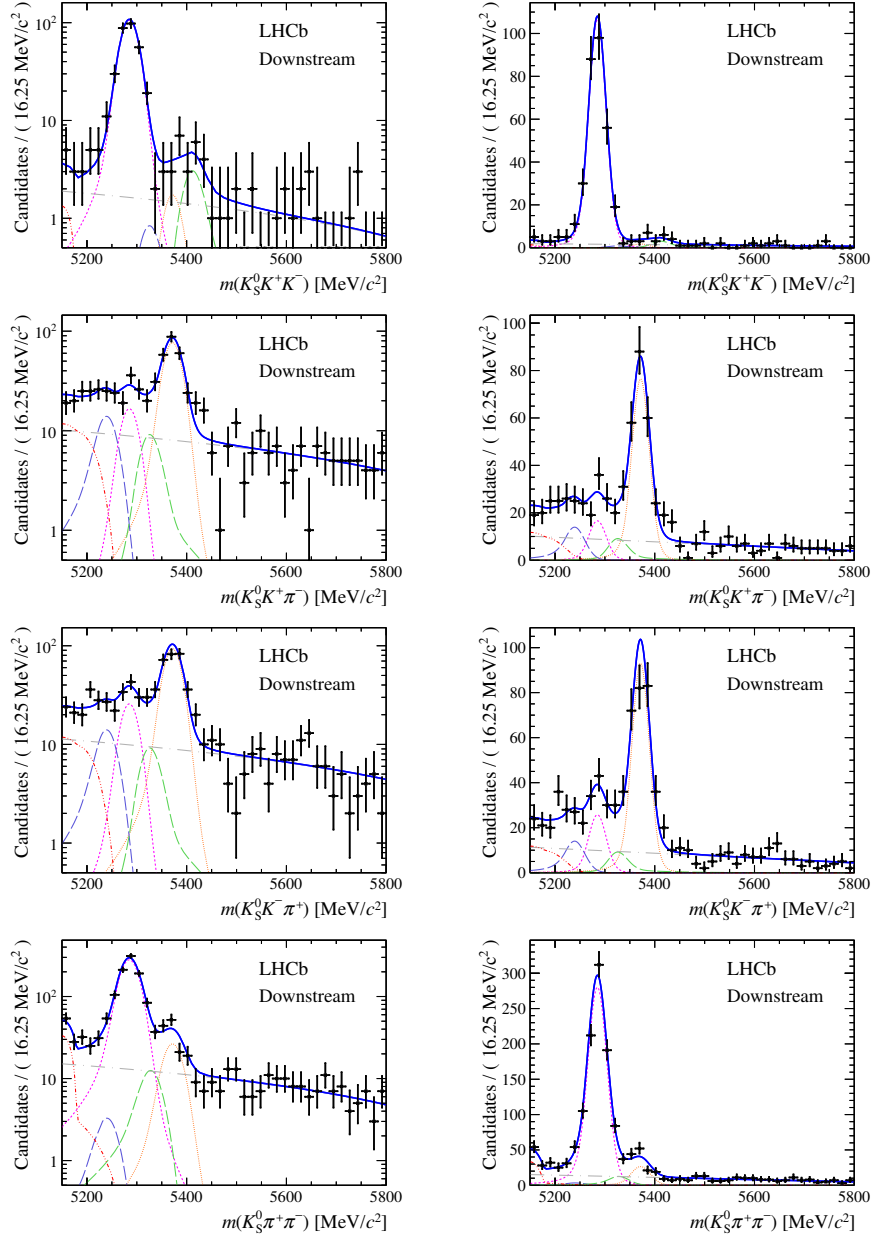 Candidates / ( 16.25 MeV/c² )
10²
10
1
LHCb
Downstream
5200 5400 5600 5800
m(K⁰_S K⁺K⁻) [MeV/c²]
Candidates / ( 16.25 MeV/c² )
100
80
60
40
20
0
LHCb
Downstream
5200 5400 5600 5800
m(K⁰_S K⁺K⁻) [MeV/c²]
Candidates / ( 16.25 MeV/c² )
10²
10
1
LHCb
Downstream
5200 5400 5600 5800
m(K⁰_S K⁺π⁻) [MeV/c²]
Candidates / ( 16.25 MeV/c² )
100
80
60
40
20
0
LHCb
Downstream
5200 5400 5600 5800
m(K⁰_S K⁺π⁻) [MeV/c²]
Candidates / ( 16.25 MeV/c² )
10²
10
1
LHCb
Downstream
5200 5400 5600 5800
m(K⁰_S K⁻π⁺) [MeV/c²]
Candidates / ( 16.25 MeV/c² )
100
80
60
40
20
0
LHCb
Downstream
5200 5400 5600 5800
m(K⁰_S K⁻π⁺) [MeV/c²]
Candidates / ( 16.25 MeV/c² )
10²
10
1
LHCb
Downstream
5200 5400 5600 5800
m(K⁰_S π⁺π⁻) [MeV/c²]
Candidates / ( 16.25 MeV/c² )
300
250
200
150
100
50
0
LHCb
Downstream
5200 5400 5600 5800
m(K⁰_S π⁺π⁻) [MeV/c²]